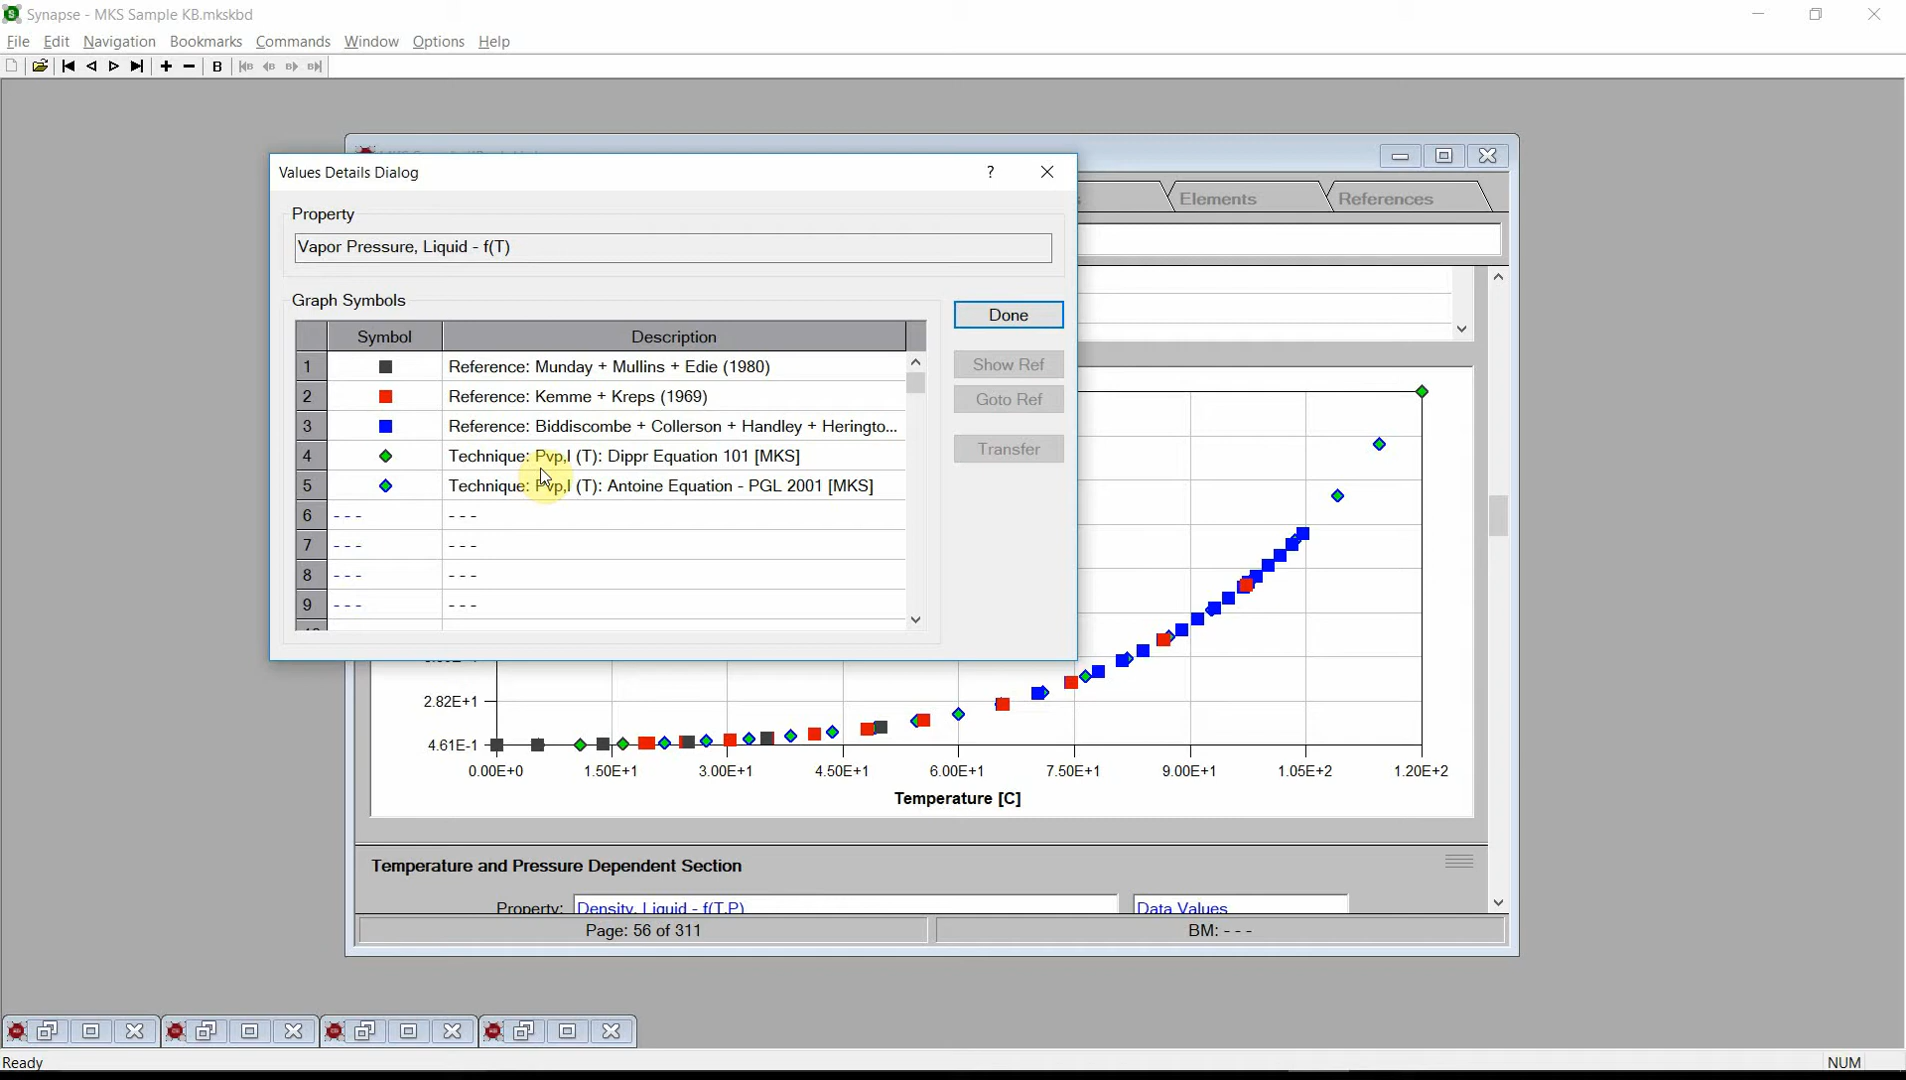 Synapse - MKS Sample KB.mkskbd
File Edit Navigation Bookmarks Commands Window Options Help
B
Values Details Dialog
?
Elements
References
Property
Vapor Pressure, Liquid - f(T)
Graph Symbols
Symbol Description
1 Reference: Munday + Mullins + Edie (1980)
2 Reference: Kemme + Kreps (1969)
3 Reference: Biddiscombe + Collerson + Handley + Heringto...
4 Technique: Pvp,l (T): Dippr Equation 101 [MKS]
5 Technique: Pvp,l (T): Antoine Equation - PGL 2001 [MKS]
6 - - - - - -
7 - - - - - -
8 - - - - - -
9 - - - - - -
Done
Show Ref
Goto Ref
Transfer
2.82E+1
4.61E-1
0.00E+0 1.50E+1 3.00E+1 4.50E+1 6.00E+1 7.50E+1 9.00E+1 1.05E+2 1.20E+2
Temperature [C]
Temperature and Pressure Dependent Section
Property: Density, Liquid - f(T,P) Data Values
Page: 56 of 311 BM: - - -
Ready NUM